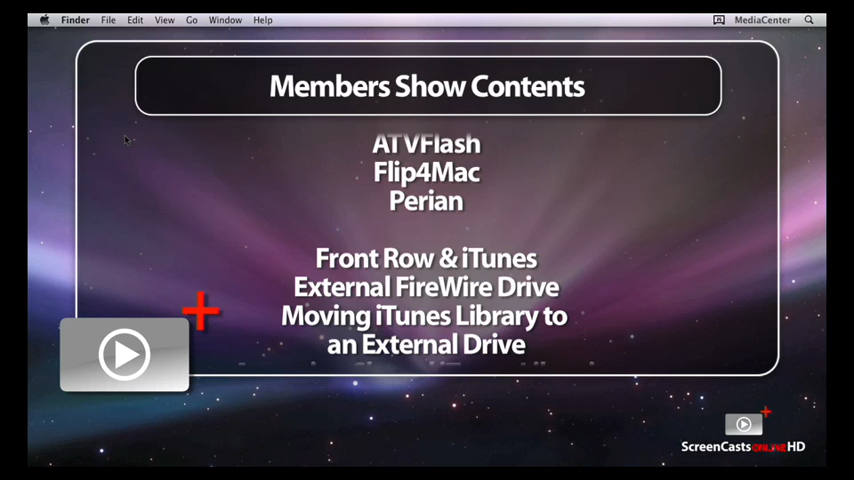 Finder File Edit View Go Window Help MediaCenter
Members Show Contents
ATVFlash
Flip4Mac
Perian
Front Row & iTunes
External FireWire Drive
Moving iTunes Library to
an External Drive
ScreenCastsONLINEHD